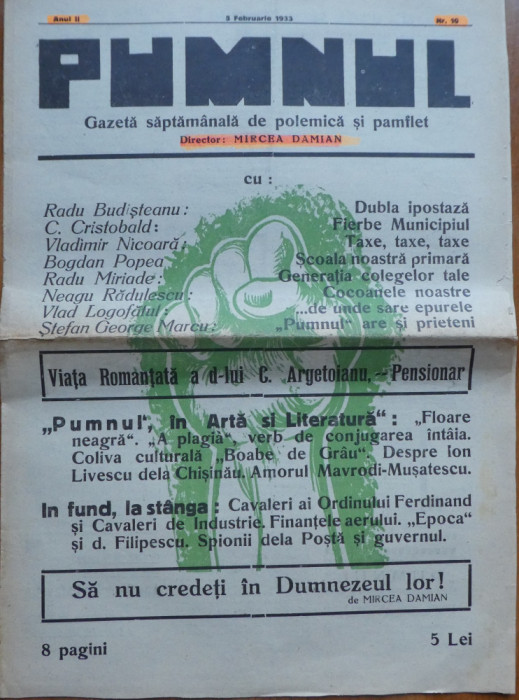 Anul II 5 Februarie 1933 Nr. 10
PUMNUL
Gazetă săptămânală de polemică și pamflet
Director: MIRCEA DAMIAN
cu :
Radu Budișteanu : Dubla ipostază
C. Cristobald : Fierbe Municipiul
Vladimir Nicoară : Taxe, taxe, taxe
Bogdan Popea Școala noastră primară
Radu Miriade : Generația colegelor tale
Neagu Rădulescu : Cocoanele noastre
Vlad Logofătul : ...de unde sare epurele
Ștefan George Marcu : „Pumnul" are și prieteni
Viața Romanțată a d-lui C. Argetoianu, — Pensionar
„Pumnul", în Artă si Literatură" : „Floare
neagră". „A plagià", verb de conjugarea întâia.
Coliva culturală „Boabe de Grâu". Despre Ion
Livescu dela Chișinău. Amorul Mavrodi-Mușatescu.
In fund, la stânga : Cavaleri ai Ordinului Ferdinand
și Cavaleri de Industrie. Finanțele aerului. „Epoca"
și d. Filipescu. Spionii dela Poștă și guvernul.
Să nu credeți în Dumnezeul lor!
de MIRCEA DAMIAN
8 pagini 5 Lei